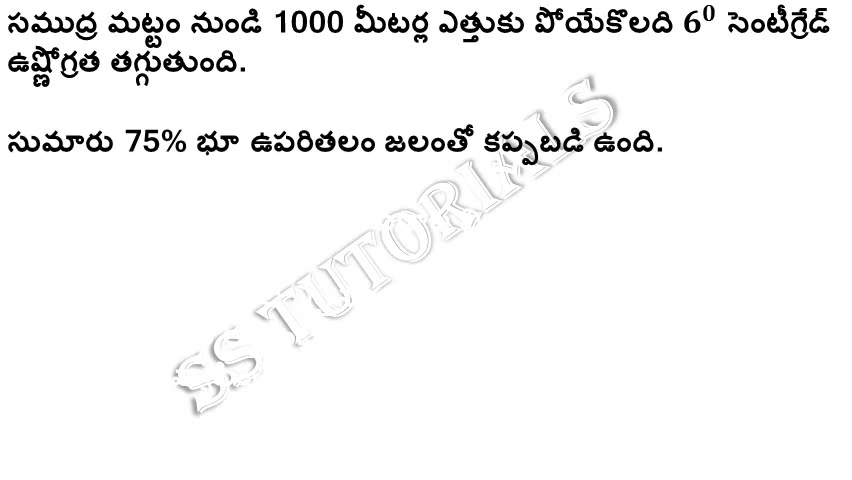 సముద్ర మట్టం నుండి 1000 మీటర్ల ఎత్తుకు పోయేకొలది 6⁰ సెంటీగ్రేడ్
ఉష్ణోగ్రత తగ్గుతుంది.
సుమారు 75% భూ ఉపరితలం జలంతో కప్పబడి ఉంది.
SS TUTORIALS